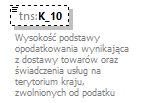 tns:K_10
Wysokość podstawy
opodatkowania wynikająca
z dostawy towarów oraz
świadczenia usług na
terytorium kraju,
zwolnionych od podatku